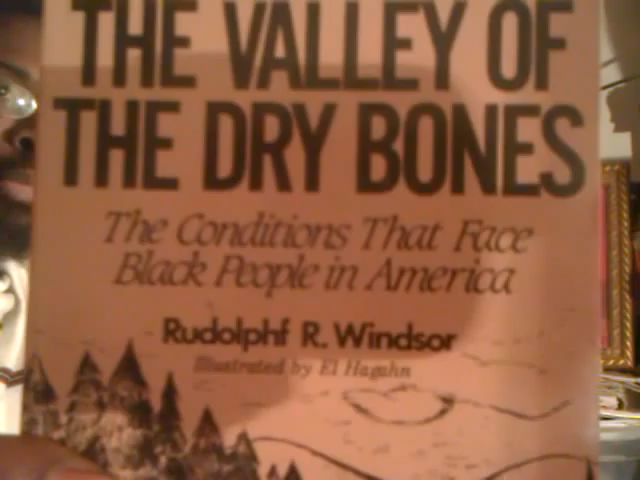 THE VALLEY OF
THE DRY BONES
The Conditions That Face
Black People in America
Rudolph R. Windsor
Illustrated by El Hagahn